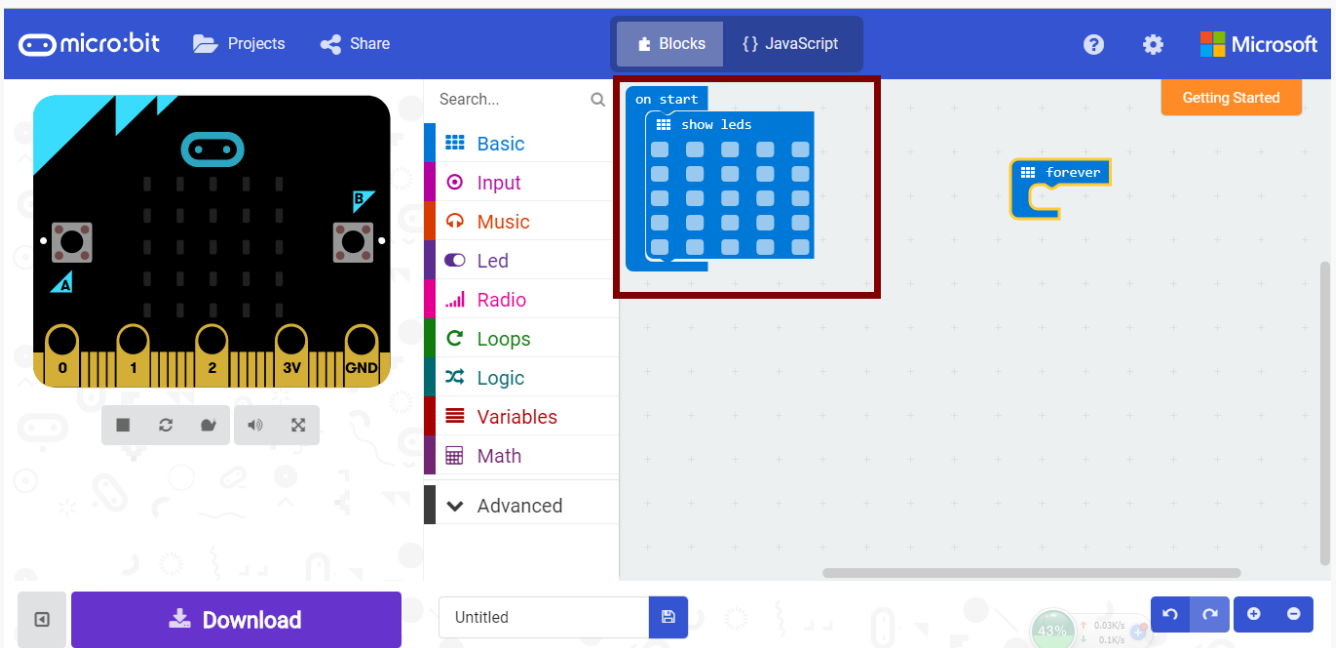 micro:bit
Projects
Share
Blocks
{} JavaScript
?
Microsoft
Search...
Basic
Input
Music
Led
Radio
Loops
Logic
Variables
Math
Advanced
on start
show leds
forever
Getting Started
B
A
0 1 2 3V GND
Download
Untitled
43%
0.03K/s
0.1K/s